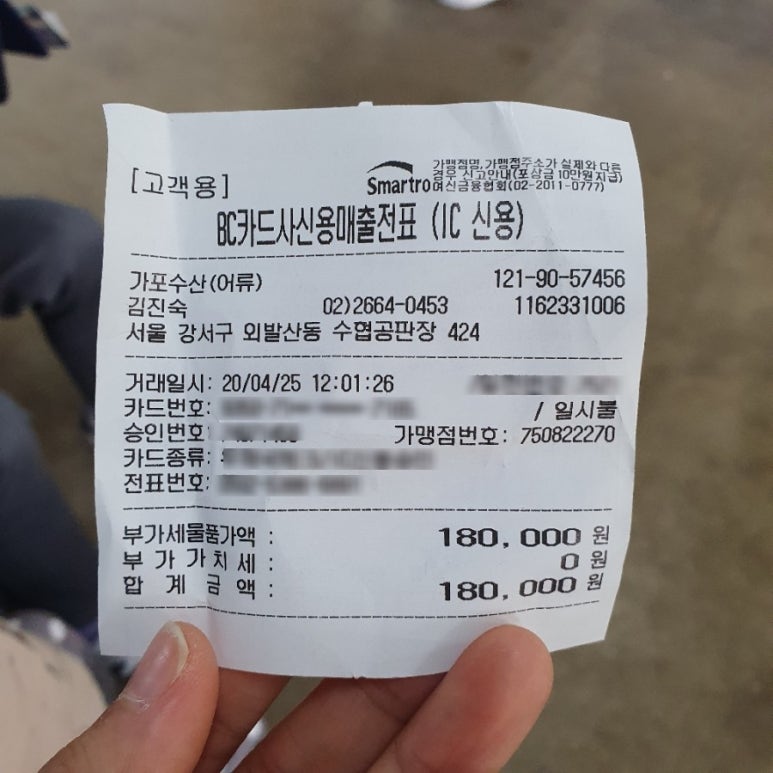 [고객용]
Smartro
가맹점명,가맹점주소가 실제와 다른
경우 신고안내(포상금 10만원 지급)
여신금융협회(02-2011-0777)
BC카드사신용매출전표 (IC 신용)
가포수산(어류) 121-90-57456
김진숙 02)2664-0453 1162331006
서울 강서구 외발산동 수협공판장 424
거래일시: 20/04/25 12:01:26
카드번호: / 일시불
승인번호 가맹점번호: 750822270
카드종류:
전표번호:
부가세물품가액 : 180,000 원
부가가치세 : 0 원
합계금액 : 180,000 원